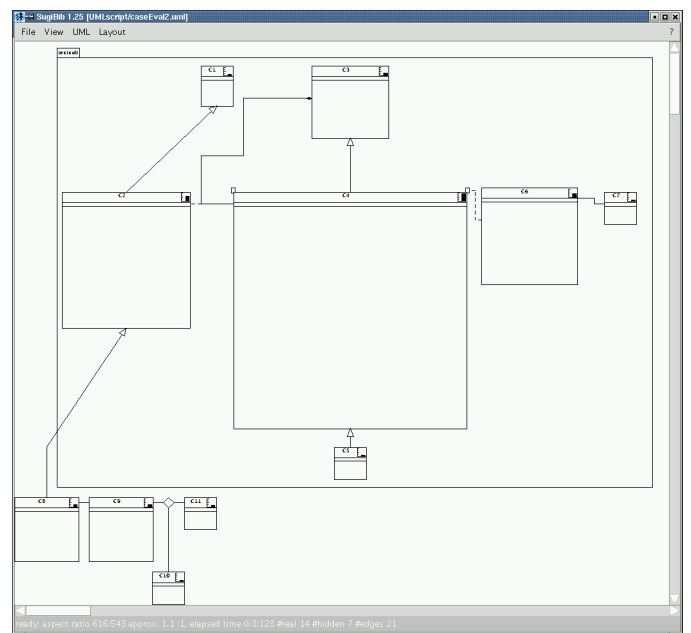 SugiBib 1.25 [UMLscript/caseEval2.uml]
File View UML Layout ?
testsub
C1 C3
C2 C4 C6 C7
C5
C8 C9 C11
C10
ready: aspect ratio 616:543 approx. 1.1 :1, elapsed time 0:3:123 #real 14 #hidden 7 #edges 21